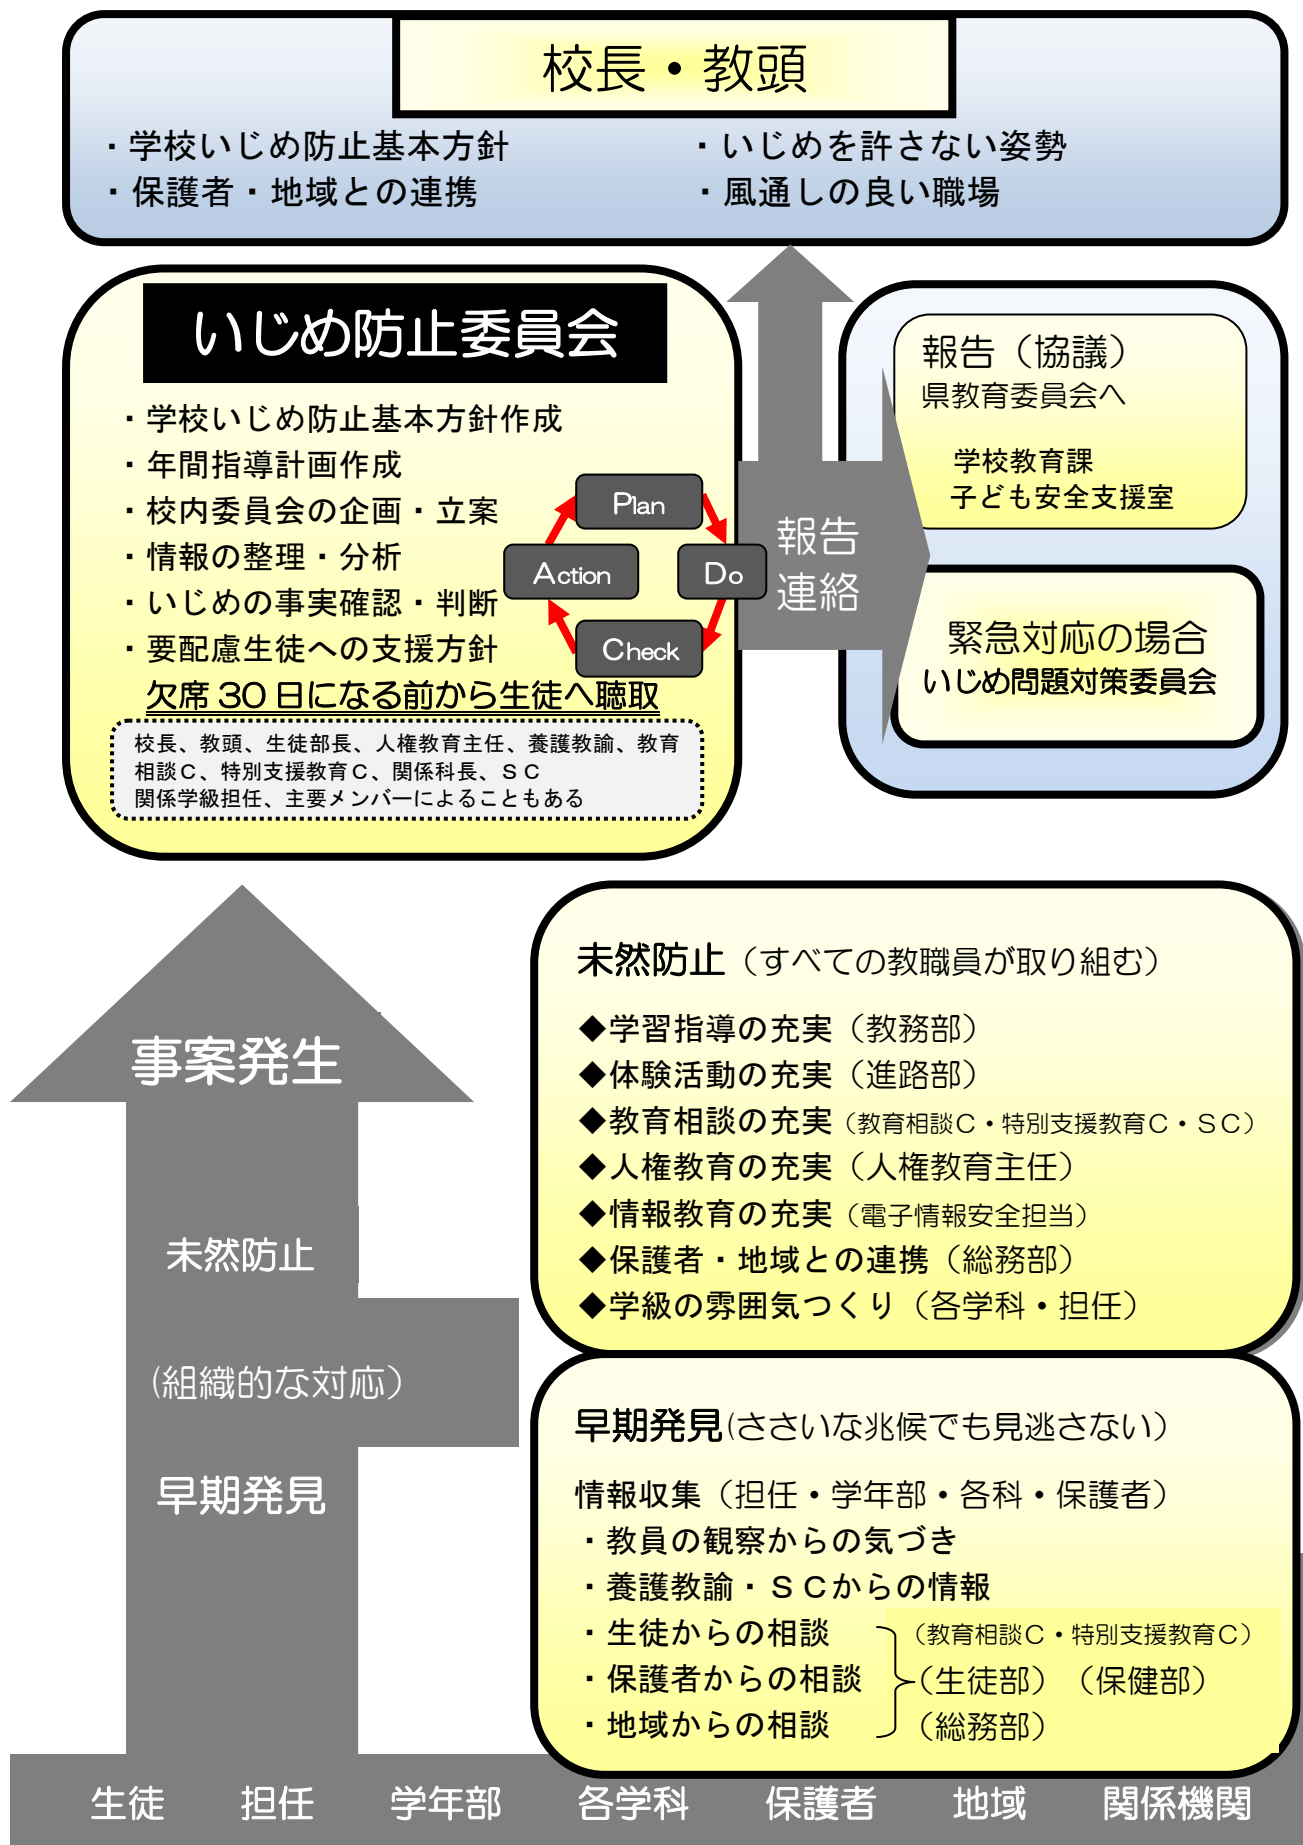 校長・教頭
・学校いじめ防止基本方針
・いじめを許さない姿勢
・保護者・地域との連携
・風通しの良い職場
いじめ防止委員会
・学校いじめ防止基本方針作成
・年間指導計画作成
・校内委員会の企画・立案
・情報の整理・分析
・いじめの事実確認・判断
・要配慮生徒への支援方針
欠席 30 日になる前から生徒へ聴取
Plan
Do
Check
Action
校長、教頭、生徒部長、人権教育主任、養護教諭、教育
相談C、特別支援教育C、関係科長、SC
関係学級担任、主要メンバーによることもある
報告
連絡
報告（協議）
県教育委員会へ
学校教育課
子ども安全支援室
緊急対応の場合
いじめ問題対策委員会
事案発生
未然防止
(組織的な対応）
早期発見
未然防止（すべての教職員が取り組む）
◆学習指導の充実（教務部）
◆体験活動の充実（進路部）
◆教育相談の充実（教育相談C・特別支援教育C・SC）
◆人権教育の充実（人権教育主任）
◆情報教育の充実（電子情報安全担当）
◆保護者・地域との連携（総務部）
◆学級の雰囲気つくり（各学科・担任）
早期発見(ささいな兆候でも見逃さない）
情報収集（担任・学年部・各科・保護者）
・教員の観察からの気づき
・養護教諭・SCからの情報
・生徒からの相談 （教育相談C・特別支援教育C）
・保護者からの相談 （生徒部）（保健部）
・地域からの相談 （総務部）
生徒 担任 学年部 各学科 保護者 地域 関係機関